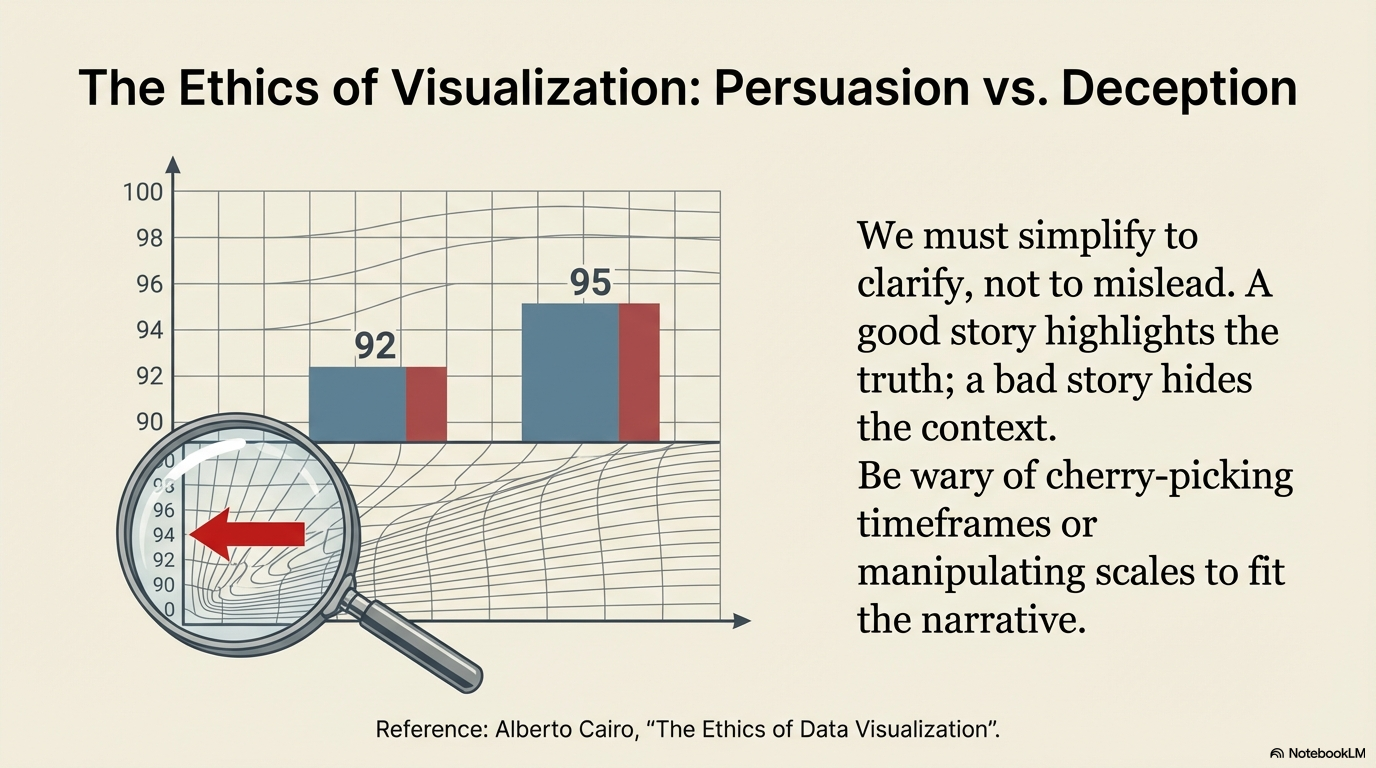 The Ethics of Visualization: Persuasion vs. Deception
100
98
96
94
92
90
92
95
98
96
94
92
90
0
We must simplify to
clarify, not to mislead. A
good story highlights the
truth; a bad story hides
the context.
Be wary of cherry-picking
timeframes or
manipulating scales to fit
the narrative.
Reference: Alberto Cairo, “The Ethics of Data Visualization”.
NotebookLM